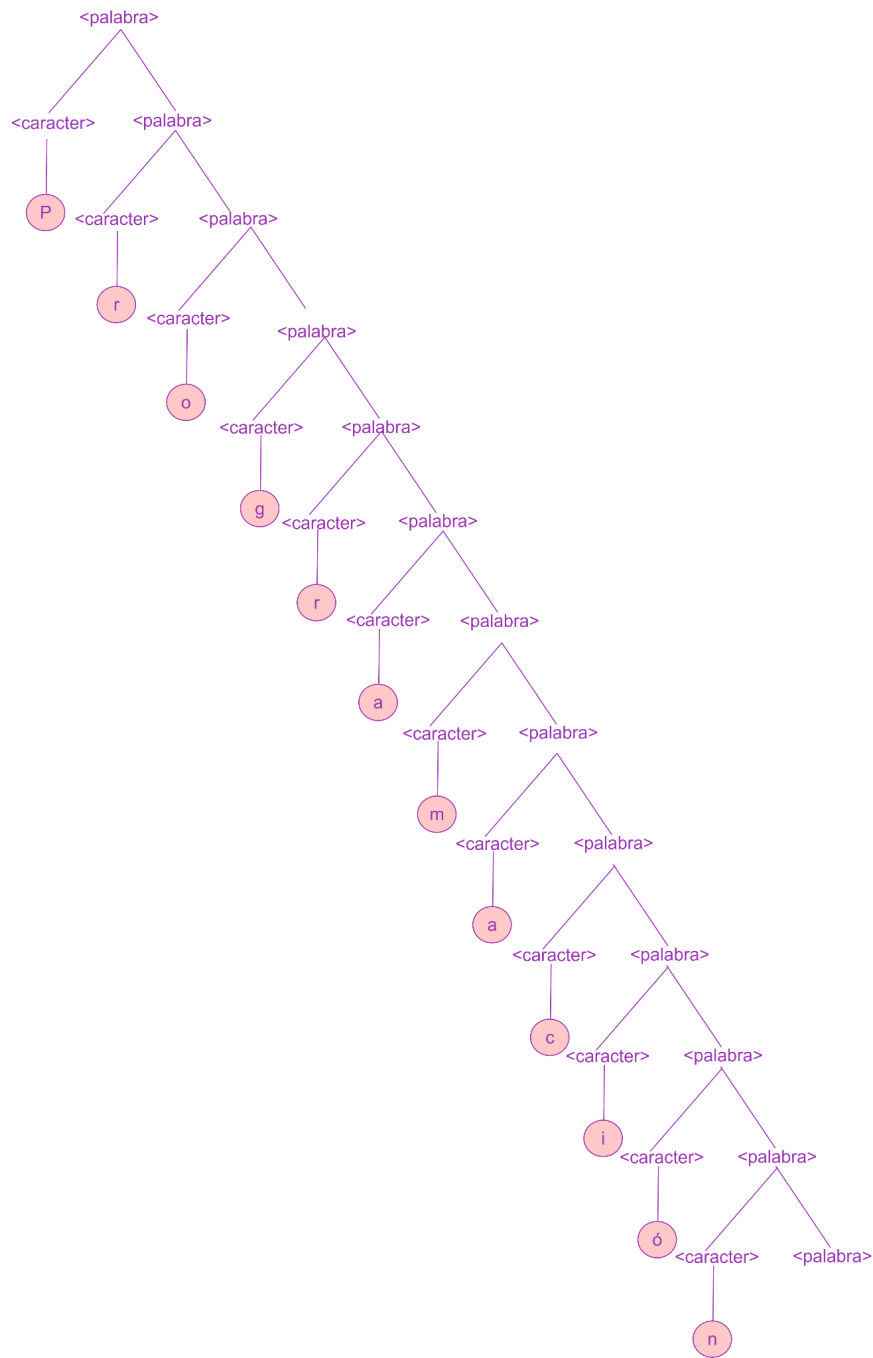 <palabra>
<caracter> <palabra>
P <caracter> <palabra>
r <caracter> <palabra>
o <caracter> <palabra>
g <caracter> <palabra>
r <caracter> <palabra>
a <caracter> <palabra>
m <caracter> <palabra>
a <caracter> <palabra>
c <caracter> <palabra>
i <caracter> <palabra>
ó <caracter> <palabra>
n